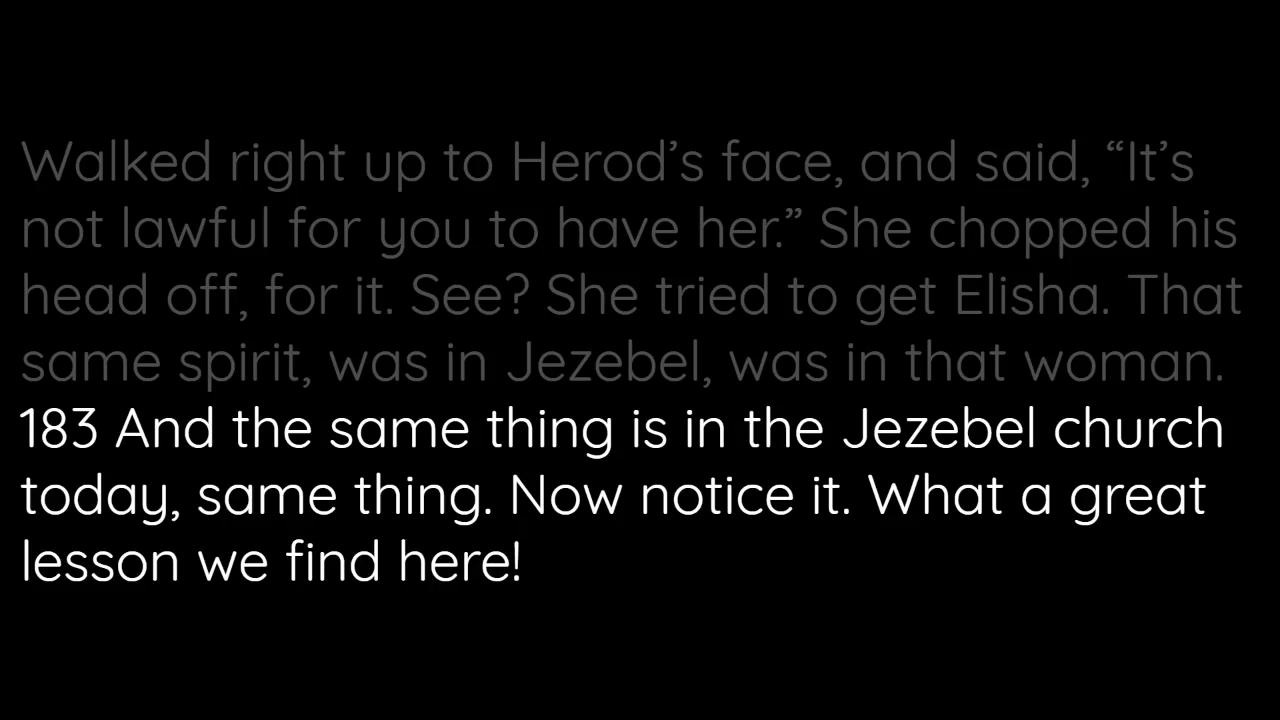 Walked right up to Herod’s face, and said, “It’s
not lawful for you to have her.” She chopped his
head off, for it. See? She tried to get Elisha. That
same spirit, was in Jezebel, was in that woman.
183 And the same thing is in the Jezebel church
today, same thing. Now notice it. What a great
lesson we find here!